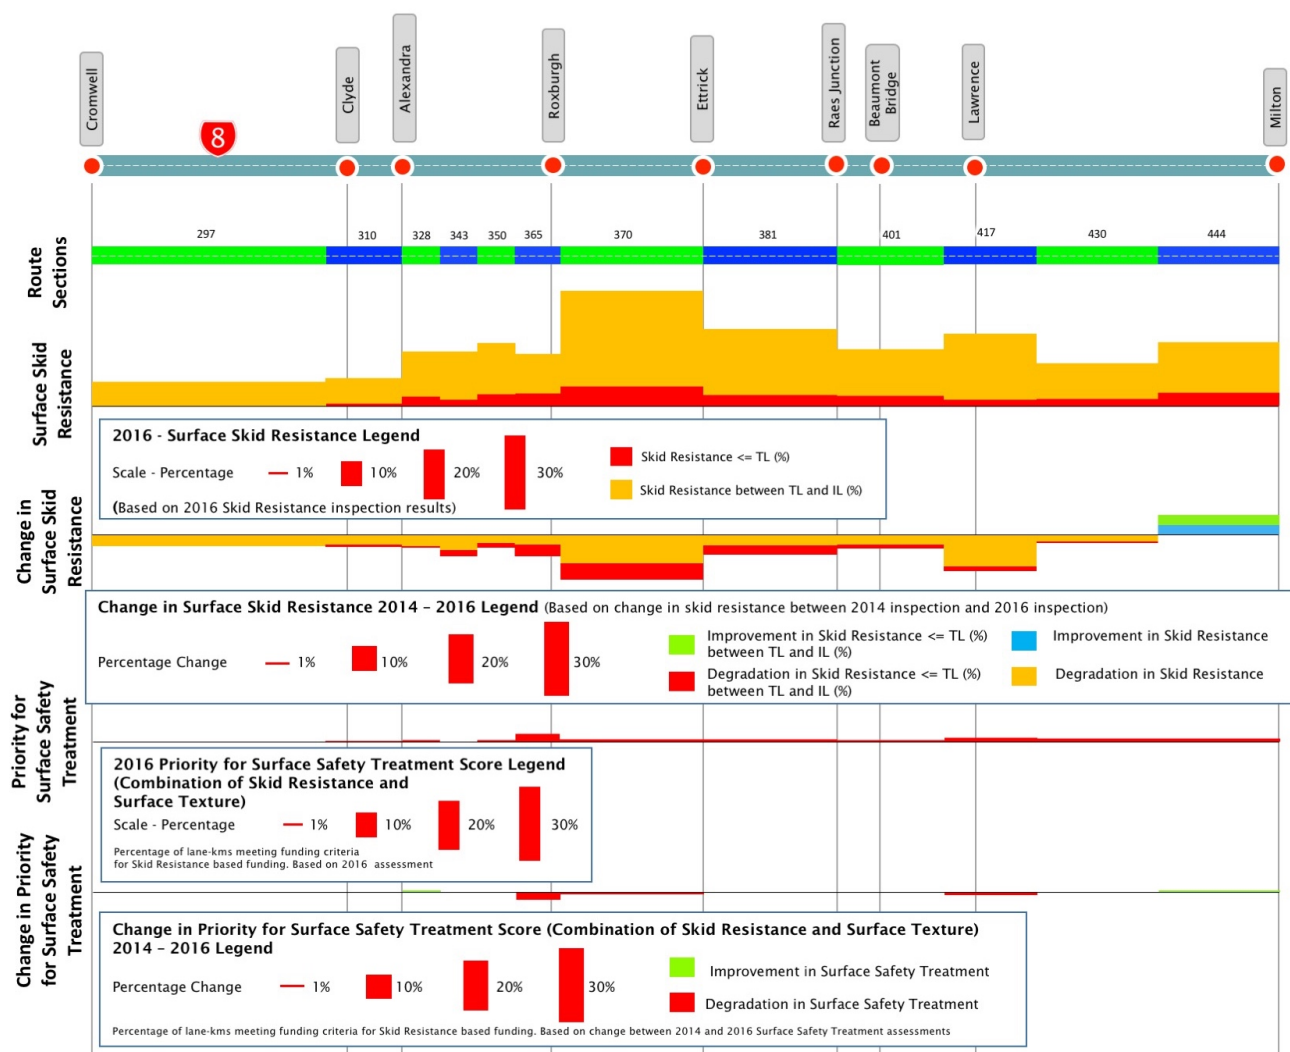 Cromwell
Clyde
Alexandra
Roxburgh
Ettrick
Raes Junction
Beaumont
Bridge
Lawrence
Milton
8
Route
Sections
297
310
328
343
350
365
370
381
401
417
430
444
Surface Skid
Resistance
2016 - Surface Skid Resistance Legend
Scale - Percentage
1%
10%
20%
30%
Skid Resistance <= TL (%)
Skid Resistance between TL and IL (%)
(Based on 2016 Skid Resistance inspection results)
Change in
Surface Skid
Resistance
Change in Surface Skid Resistance 2014 – 2016 Legend (Based on change in skid resistance between 2014 inspection and 2016 inspection)
Percentage Change
1%
10%
20%
30%
Improvement in Skid Resistance <= TL (%)
between TL and IL (%)
Degradation in Skid Resistance <= TL (%)
between TL and IL (%)
Improvement in Skid Resistance
Degradation in Skid Resistance
Priority for
Surface Safety
Treatment
2016 Priority for Surface Safety Treatment Score Legend
(Combination of Skid Resistance and
Surface Texture)
Scale - Percentage
1%
10%
20%
30%
Percentage of lane-kms meeting funding criteria
for Skid Resistance based funding. Based on 2016 assessment
Change in Priority
for Surface Safety
Treatment
Change in Priority for Surface Safety Treatment Score (Combination of Skid Resistance and Surface Texture)
2014 – 2016 Legend
Percentage Change
1%
10%
20%
30%
Improvement in Surface Safety Treatment
Degradation in Surface Safety Treatment
Percentage of lane-kms meeting funding criteria for Skid Resistance based funding. Based on change between 2014 and 2016 Surface Safety Treatment assessments